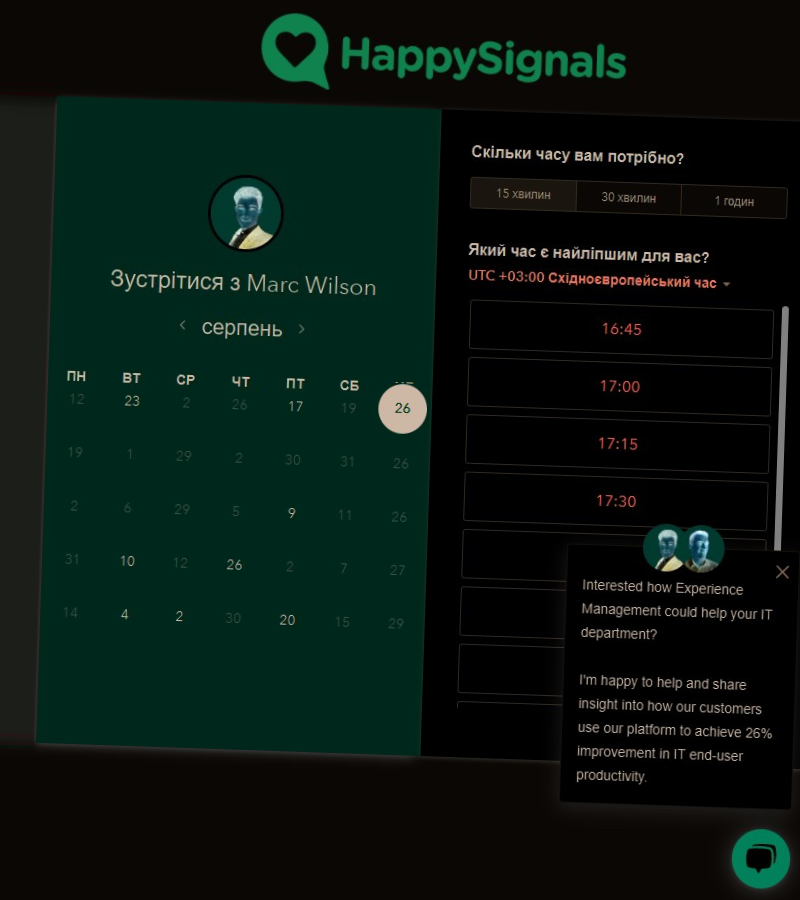 HappySignals
Зустрітися з Marc Wilson
серпень
ПН ВТ СР ЧТ ПТ СБ
12 23 2 26 17 19 26
19 1 29 2 30 31 26
2 6 29 5 9 11 26
31 10 12 26 2 7 27
14 4 2 30 20 15 29
Скільки часу вам потрібно?
15 хвилин 30 хвилин 1 годин
Який час є найліпшим для вас?
UTC +03:00 Східноєвропейський час
16:45
17:00
17:15
17:30
Interested how Experience
Management could help your IT
department?
I'm happy to help and share
insight into how our customers
use our platform to achieve 26%
improvement in IT end-user
productivity.